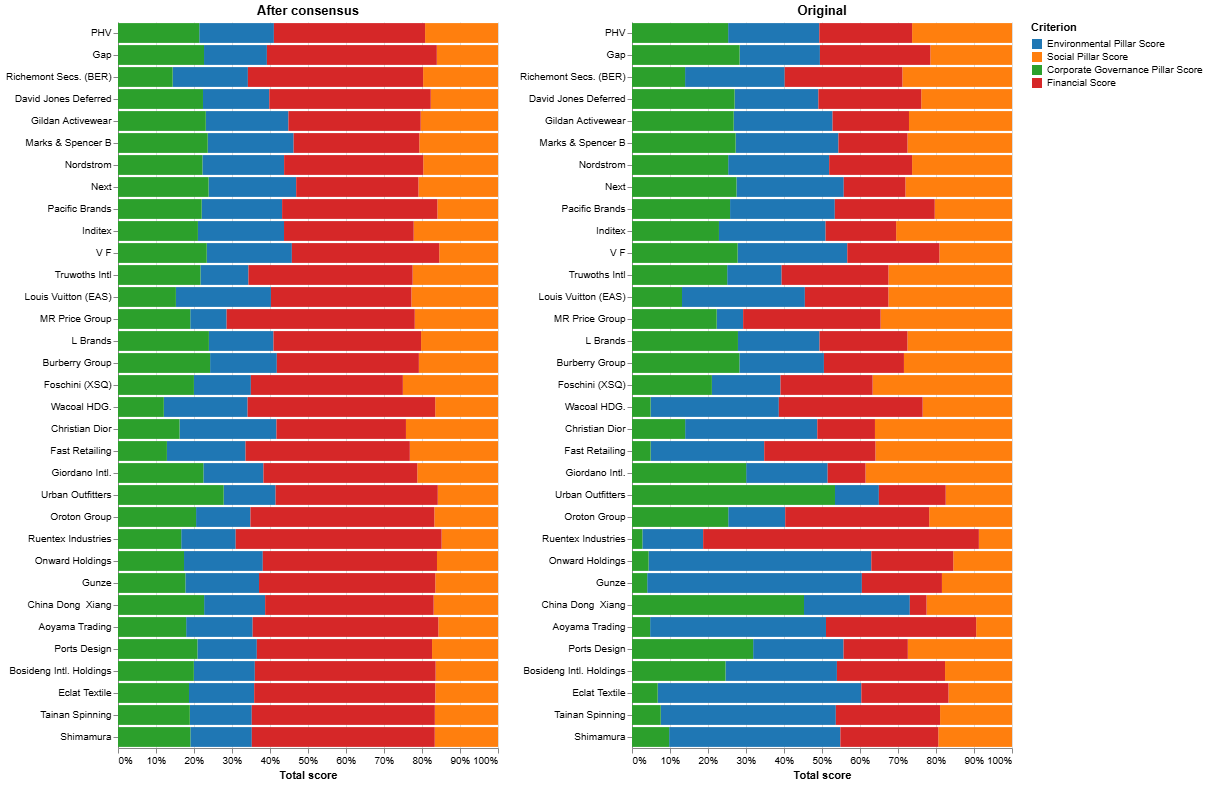 After consensus
PHV
Gap
Richemont Secs. (BER)
David Jones Deferred
Gildan Activewear
Marks & Spencer B
Nordstrom
Next
Pacific Brands
Inditex
V F
Truwoths Intl
Louis Vuitton (EAS)
MR Price Group
L Brands
Burberry Group
Foschini (XSQ)
Wacoal HDG.
Christian Dior
Fast Retailing
Giordano Intl.
Urban Outfitters
Oroton Group
Ruentex Industries
Onward Holdings
Gunze
China Dong  Xiang
Aoyama Trading
Ports Design
Bosideng Intl. Holdings
Eclat Textile
Tainan Spinning
Shimamura
0% 10% 20% 30% 40% 50% 60% 70% 80% 90% 100%
Total score
Original
PHV
Gap
Richemont Secs. (BER)
David Jones Deferred
Gildan Activewear
Marks & Spencer B
Nordstrom
Next
Pacific Brands
Inditex
V F
Truwoths Intl
Louis Vuitton (EAS)
MR Price Group
L Brands
Burberry Group
Foschini (XSQ)
Wacoal HDG.
Christian Dior
Fast Retailing
Giordano Intl.
Urban Outfitters
Oroton Group
Ruentex Industries
Onward Holdings
Gunze
China Dong  Xiang
Aoyama Trading
Ports Design
Bosideng Intl. Holdings
Eclat Textile
Tainan Spinning
Shimamura
0% 10% 20% 30% 40% 50% 60% 70% 80% 90% 100%
Total score
Criterion
Environmental Pillar Score
Social Pillar Score
Corporate Governance Pillar Score
Financial Score